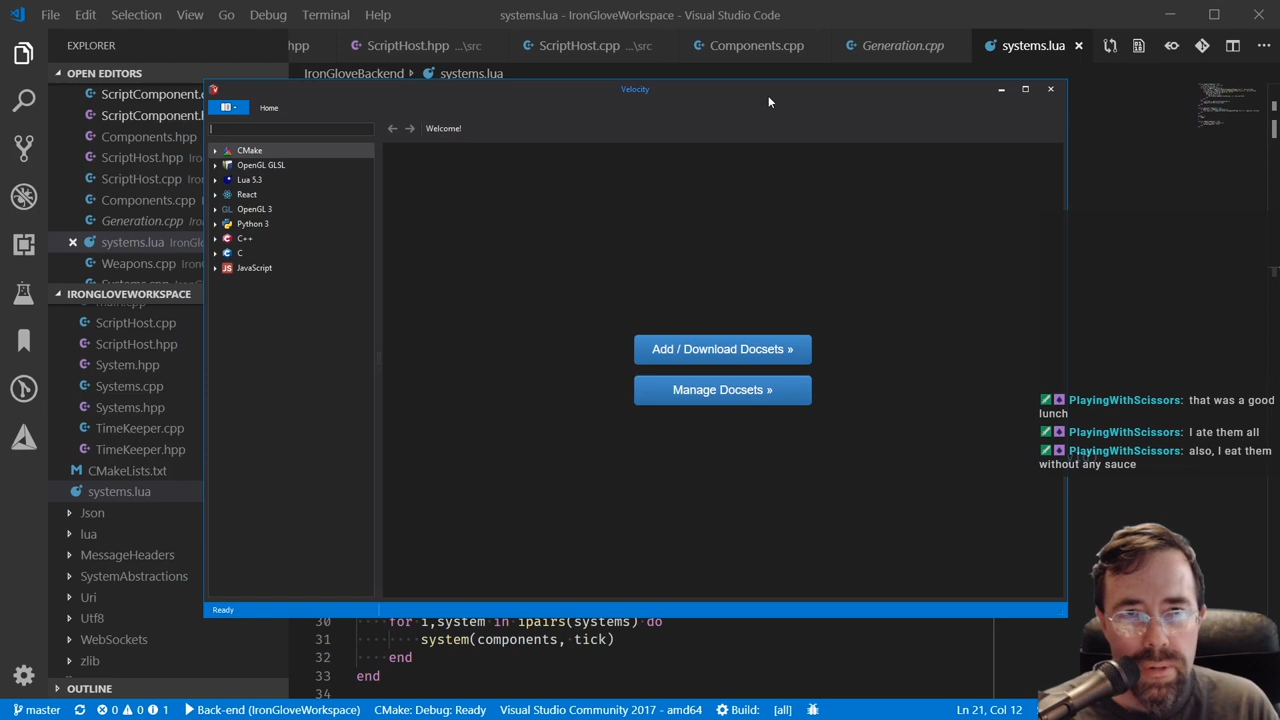 File Edit Selection View Go Debug Terminal Help
systems.lua - IronGloveWorkspace - Visual Studio Code
EXPLORER
hpp
ScriptHost.hpp ...\src
ScriptHost.cpp ...\src
Components.cpp
Generation.cpp
systems.lua
OPEN EDITORS
IronGloveBackend
systems.lua
ScriptComponent.c
ScriptComponent.h
Components.hpp
ScriptHost.hpp
ScriptHost.cpp
Components.cpp
Generation.cpp
systems.lua
Weapons.cpp
IRONGLOVEWORKSPACE
ScriptHost.cpp
ScriptHost.hpp
System.hpp
Systems.cpp
Systems.hpp
TimeKeeper.cpp
TimeKeeper.hpp
CMakeLists.txt
systems.lua
Json
lua
MessageHeaders
SystemAbstractions
Uri
Utf8
WebSockets
zlib
OUTLINE
Velocity
Home
Welcome!
CMake
OpenGL GLSL
Lua 5.3
React
OpenGL 3
Python 3
C++
C
JavaScript
Add / Download Docsets »
Manage Docsets »
Ready
PlayingWithScissors: that was a good
lunch
PlayingWithScissors: I ate them all
PlayingWithScissors: also, I eat them
without any sauce
30 for i,system in ipairs(systems) do
31 system(components, tick)
32 end
33 end
34
master 0 0 1 Back-end (IronGloveWorkspace) CMake: Debug: Ready Visual Studio Community 2017 - amd64 Build: [all] Ln 21, Col 12